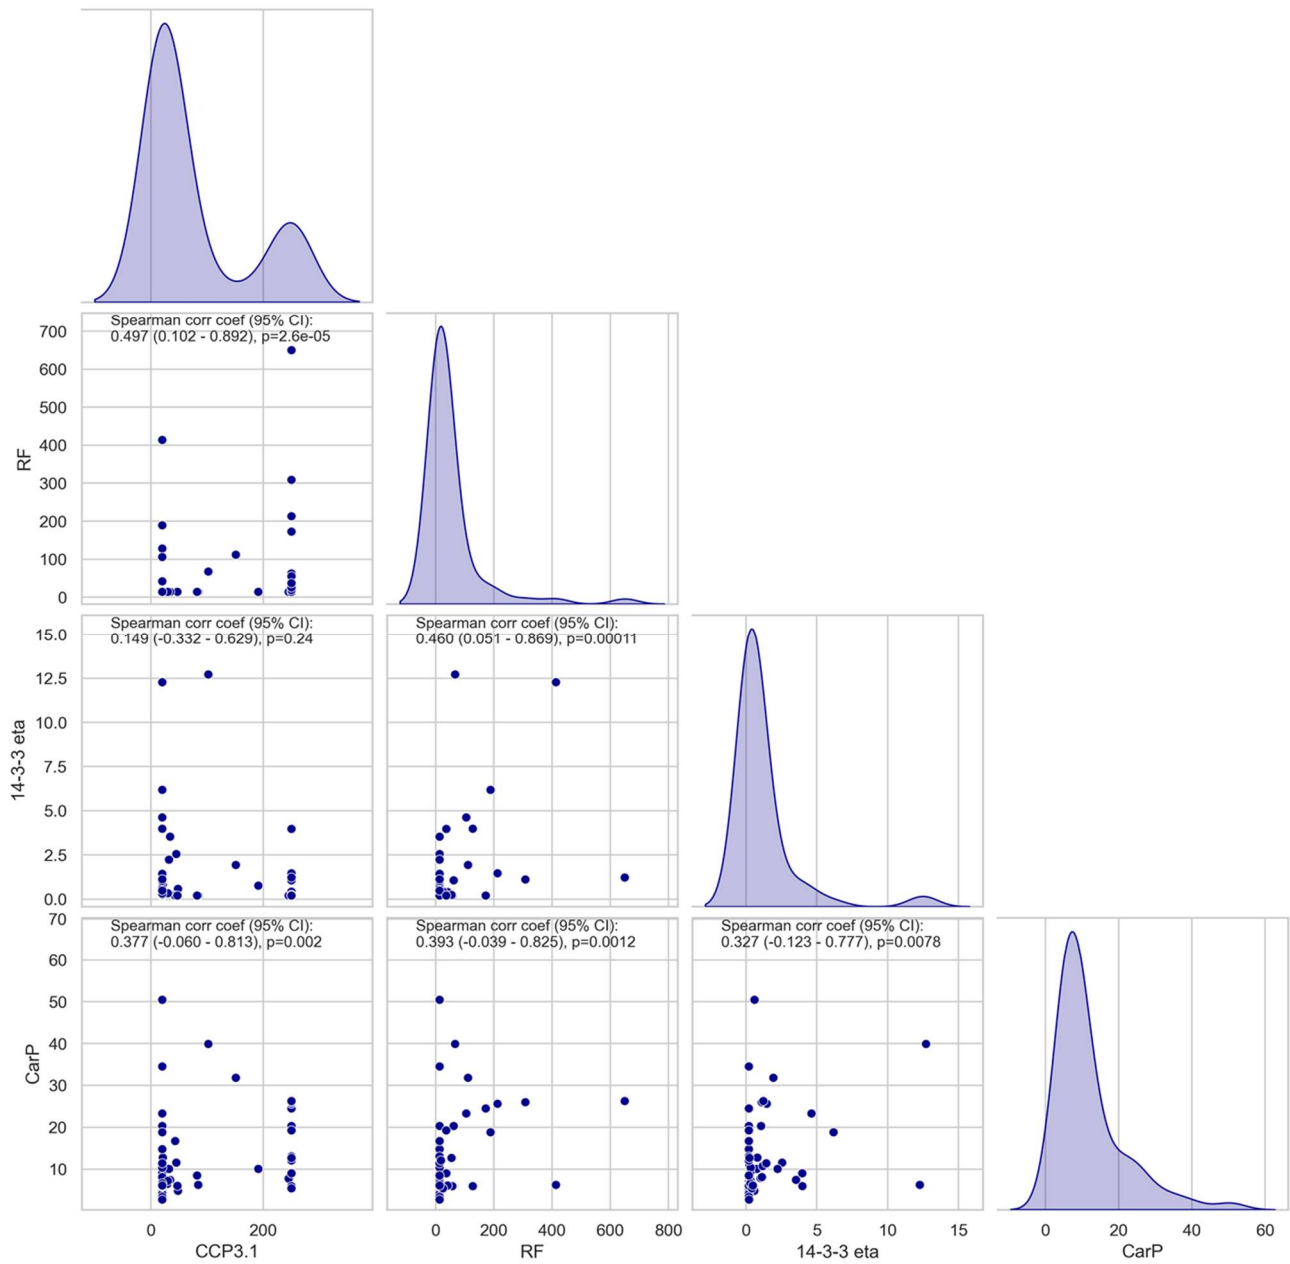 Spearman corr coef (95% CI):
0.497 (0.102 - 0.892), p=2.6e-05
700
600
500
400
300
200
100
0
RF
Spearman corr coef (95% CI):
0.149 (-0.332 - 0.629), p=0.24
Spearman corr coef (95% CI):
0.460 (0.051 - 0.869), p=0.00011
15.0
12.5
10.0
7.5
5.0
2.5
0.0
14-3-3 eta
Spearman corr coef (95% CI):
0.377 (-0.060 - 0.813), p=0.002
Spearman corr coef (95% CI):
0.393 (-0.039 - 0.825), p=0.0012
Spearman corr coef (95% CI):
0.327 (-0.123 - 0.777), p=0.0078
70
60
50
40
30
20
10
CarP
0 200
CCP3.1
0 200 400 600 800
RF
0 5 10 15
14-3-3 eta
0 20 40 60
CarP